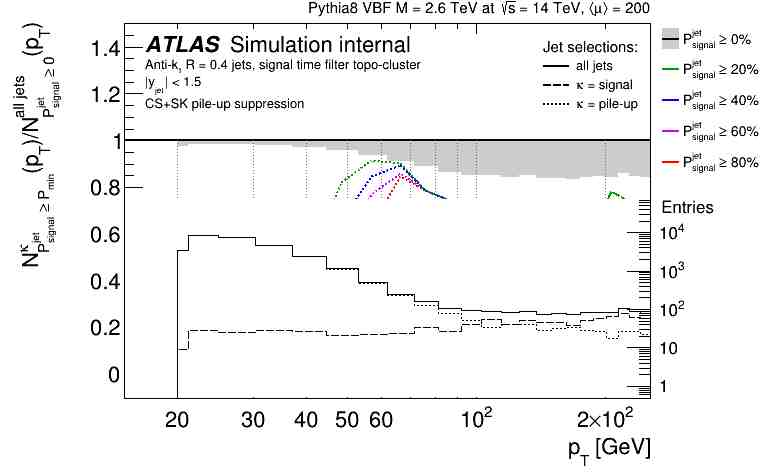 Pythia8 VBF M = 2.6 TeV at √s = 14 TeV, ⟨μ⟩ = 200
ATLAS Simulation internal
Anti-k_t R = 0.4 jets, signal time filter topo-cluster
|y_jet| < 1.5
CS+SK pile-up suppression
Jet selections:
all jets
κ = signal
κ = pile-up
P^jet_signal ≥ 0%
P^jet_signal ≥ 20%
P^jet_signal ≥ 40%
P^jet_signal ≥ 60%
P^jet_signal ≥ 80%
N^κ_{P^jet_signal ≥ P_min}(p_T)/N^{all jets}_{P^jet_signal ≥ 0}(p_T)
1.4
1.2
1
0.8
0.6
0.4
0.2
0
Entries
10^4
10^3
10^2
10
1
20 30 40 50 60 10^2 2×10^2
p_T [GeV]